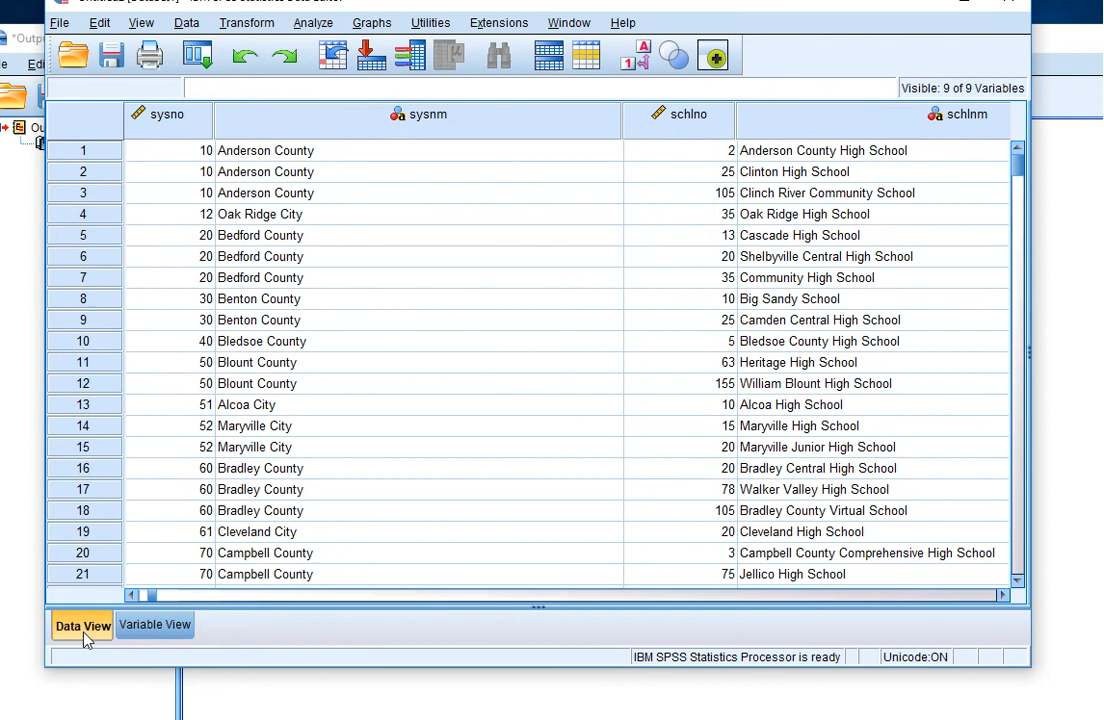 File Edit View Data Transform Analyze Graphs Utilities Extensions Window Help
Visible: 9 of 9 Variables
sysno sysnm schlno schlnm
1 10 Anderson County 2 Anderson County High School
2 10 Anderson County 25 Clinton High School
3 10 Anderson County 105 Clinch River Community School
4 12 Oak Ridge City 35 Oak Ridge High School
5 20 Bedford County 13 Cascade High School
6 20 Bedford County 20 Shelbyville Central High School
7 20 Bedford County 35 Community High School
8 30 Benton County 10 Big Sandy School
9 30 Benton County 25 Camden Central High School
10 40 Bledsoe County 5 Bledsoe County High School
11 50 Blount County 63 Heritage High School
12 50 Blount County 155 William Blount High School
13 51 Alcoa City 10 Alcoa High School
14 52 Maryville City 15 Maryville High School
15 52 Maryville City 20 Maryville Junior High School
16 60 Bradley County 20 Bradley Central High School
17 60 Bradley County 78 Walker Valley High School
18 60 Bradley County 105 Bradley County Virtual School
19 61 Cleveland City 20 Cleveland High School
20 70 Campbell County 3 Campbell County Comprehensive High School
21 70 Campbell County 75 Jellico High School
Data View Variable View
IBM SPSS Statistics Processor is ready Unicode:ON